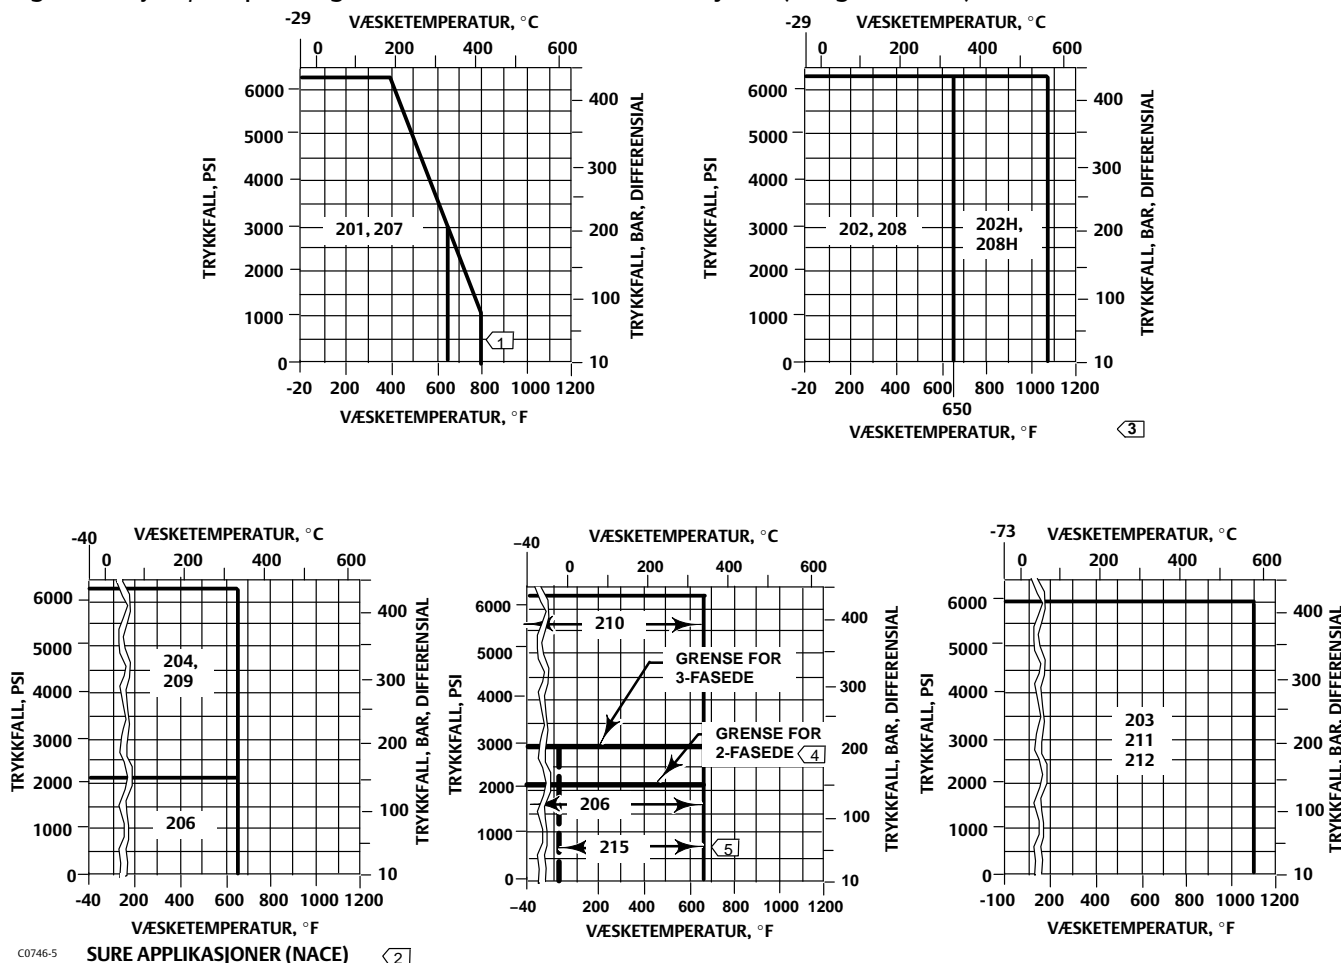 -29 VÆSKETEMPERATUR, °C
0 200 400 600
TRYKKFALL, PSI
6000
5000
4000
3000
2000
1000
0
201, 207
1
400
300
200
100
10
TRYKKFALL, BAR, DIFFERENSIAL
-20 200 400 600 800 1000 1200
VÆSKETEMPERATUR, °F
-29 VÆSKETEMPERATUR, °C
0 200 400 600
TRYKKFALL, PSI
6000
5000
4000
3000
2000
1000
0
202, 208
202H,
208H
400
300
200
100
10
TRYKKFALL, BAR, DIFFERENSIAL
-20 200 400 600 800 1000 1200
650
VÆSKETEMPERATUR, °F
3
-40 VÆSKETEMPERATUR, °C
0 200 400 600
TRYKKFALL, PSI
6000
5000
4000
3000
2000
1000
0
204,
209
206
400
300
200
100
10
TRYKKFALL, BAR, DIFFERENSIAL
-40 200 400 600 800 1000 1200
VÆSKETEMPERATUR, °F
SURE APPLIKASJONER (NACE) 2
–40 VÆSKETEMPERATUR, °C
0 200 400 600
TRYKKFALL, PSI
6000
5000
4000
3000
2000
1000
0
210
GRENSE FOR
3-FASEDE
GRENSE FOR
2-FASEDE 4
206
215
5
400
300
200
100
10
TRYKKFALL, BAR, DIFFERENSIAL
–40 200 400 600 800 1000 1200
VÆSKETEMPERATUR, °F
-73 VÆSKETEMPERATUR, °C
0 200 400 600
TRYKKFALL, PSI
6000
5000
4000
3000
2000
1000
0
203
211
212
400
300
200
100
10
TRYKKFALL, BAR, DIFFERENSIAL
-100 200 400 600 800 1000 1200
VÆSKETEMPERATUR, °F
C0746-5